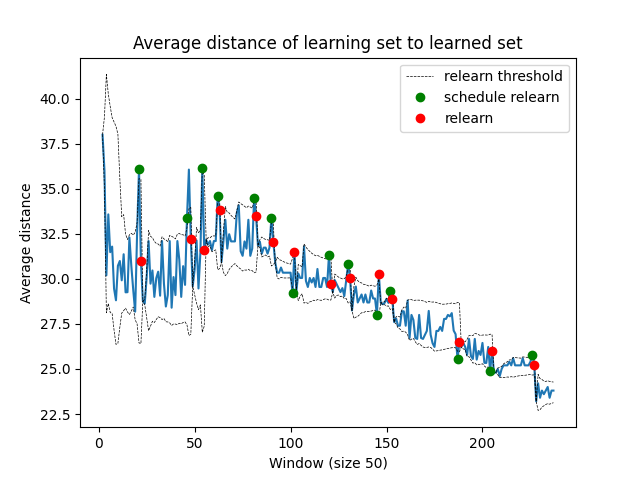 Average distance of learning set to learned set
relearn threshold
schedule relearn
relearn
Average distance
40.0
37.5
35.0
32.5
30.0
27.5
25.0
22.5
0 50 100 150 200
Window (size 50)